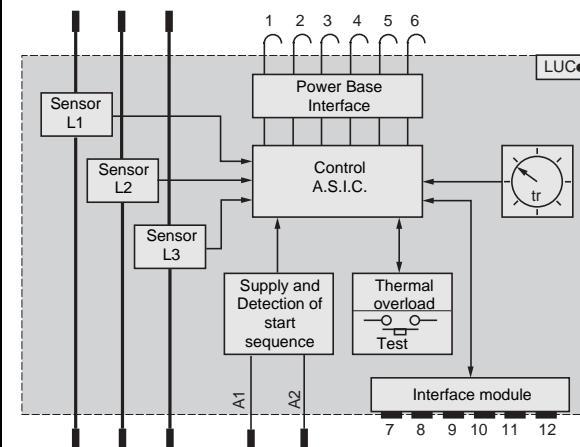 1 2 3 4 5 6
LUC
Power Base
Interface
Sensor
L1
Control
A.S.I.C.
Sensor
L2
tr
Sensor
L3
Supply and
Detection of
start
sequence
Thermal
overload
Test
A1
A2
Interface module
7 8 9 10 11 12